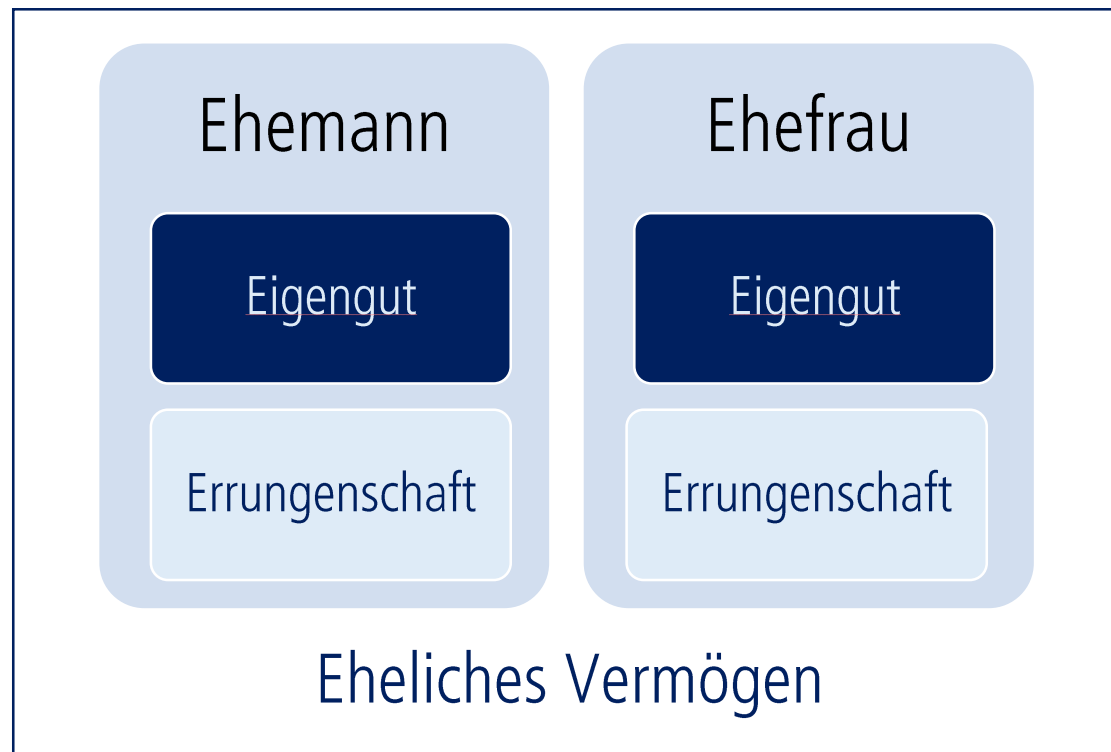 Ehemann
Eigengut
Errungenschaft
Ehefrau
Eigengut
Errungenschaft
Eheliches Vermögen